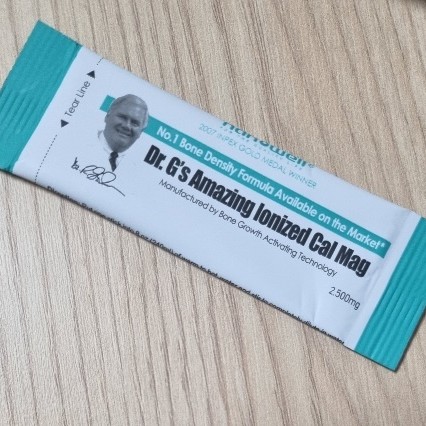 Tear Line
2007 INPEX GOLD MEDAL WINNER
No.1 Bone Density Formula Available on the Market*
Dr. G's Amazing Ionized Cal Mag
Manufactured by Bone Growth Activating Technology
2.500mg